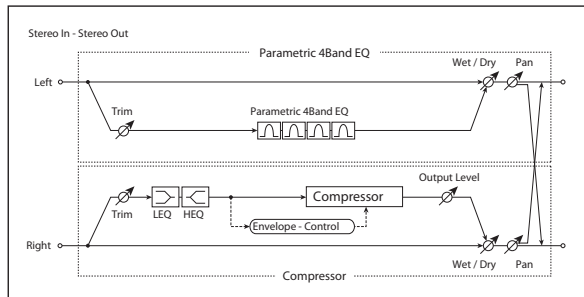 Stereo In - Stereo Out
Parametric 4Band EQ
Wet / Dry
Pan
Left
Trim
Parametric 4Band EQ
Trim
LEQ
HEQ
Compressor
Output Level
Envelope - Control
Right
Wet / Dry
Pan
Compressor